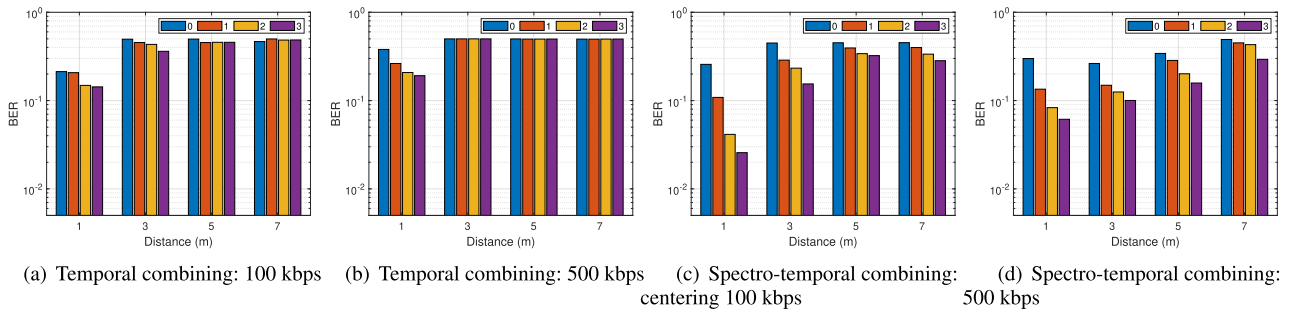 10^0
0 1 2 3
10^-1
BER
10^-2
1 3 5 7
Distance (m)
(a) Temporal combining: 100 kbps
10^0
0 1 2 3
10^-1
BER
10^-2
1 3 5 7
Distance (m)
(b) Temporal combining: 500 kbps
10^0
0 1 2 3
10^-1
BER
10^-2
1 3 5 7
Distance (m)
(c) Spectro-temporal combining:
centering 100 kbps
10^0
0 1 2 3
10^-1
BER
10^-2
1 3 5 7
Distance (m)
(d) Spectro-temporal combining:
500 kbps